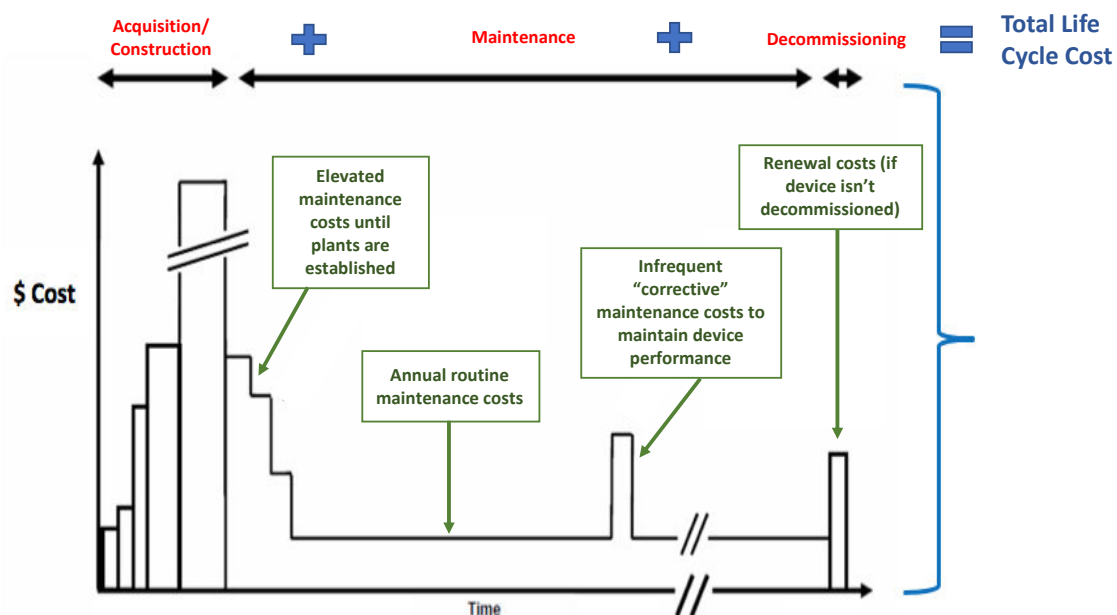 Acquisition/
Construction
Maintenance
Decommissioning
Total Life
Cycle Cost
Elevated
maintenance
costs until
plants are
established
Renewal costs (if
device isn't
decommissioned)
Infrequent
“corrective”
maintenance costs to
maintain device
performance
$ Cost
Annual routine
maintenance costs
Time